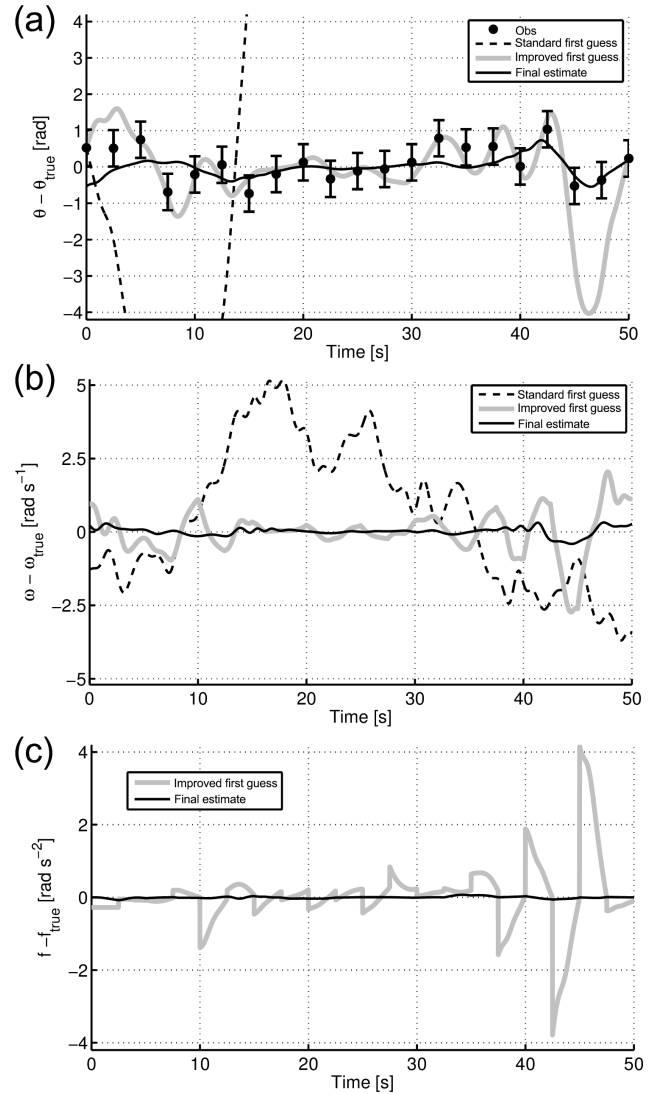 (a)
4
3
2
1
0
-1
-2
-3
-4
θ − θtrue [rad]
Obs
Standard first guess
Improved first guess
Final estimate
0 10 20 30 40 50
Time [s]
(b)
5
2.5
0
-2.5
-5
ω − ωtrue [rad s−1]
Standard first guess
Improved first guess
Final estimate
0 10 20 30 40 50
Time [s]
(c)
4
2
0
-2
-4
f −ftrue [rad s−2]
Improved first guess
Final estimate
0 10 20 30 40 50
Time [s]